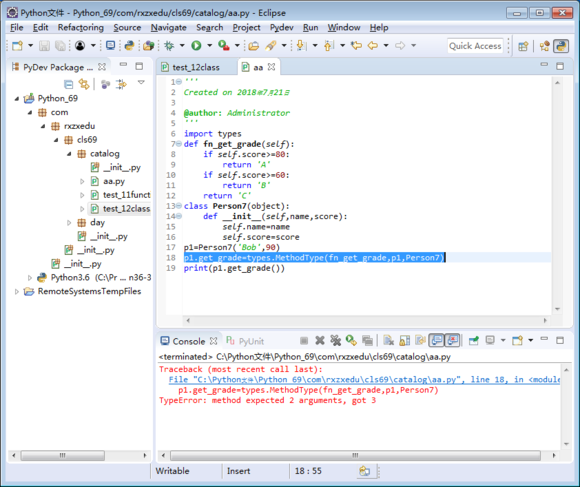 Python文件 - Python_69/com/rxzxedu/cls69/catalog/aa.py - Eclipse
File Edit Refactoring Source Navigate Search Project Pydev Run Window Help
Quick Access
PyDev Package ...
Python_69
com
rxzxedu
cls69
catalog
__init__.py
aa.py
test_11funct
test_12class
day
__init__.py
__init__.py
__init__.py
Python3.6 (C:\Pr ... n36-3
RemoteSystemsTempFiles
test_12class
aa
1 '''
2 Created on 2018年7月21日
3
4 @author: Administrator
5 '''
6 import types
7 def fn_get_grade(self):
8 if self.score>=80:
9 return 'A'
10 if self.score>=60:
11 return 'B'
12 return 'C'
13 class Person7(object):
14 def __init__(self,name,score):
15 self.name=name
16 self.score=score
17 p1=Person7('Bob',90)
18 p1.get_grade=types.MethodType(fn_get_grade,p1,Person7)
19 print(p1.get_grade())
Console PyUnit
<terminated> C:\Python文件\Python_69\com\rxzxedu\cls69\catalog\aa.py
Traceback (most recent call last):
File "C:\Python文件\Python_69\com\rxzxedu\cls69\catalog\aa.py", line 18, in <module
p1.get_grade=types.MethodType(fn_get_grade,p1,Person7)
TypeError: method expected 2 arguments, got 3
Writable Insert 18 : 55